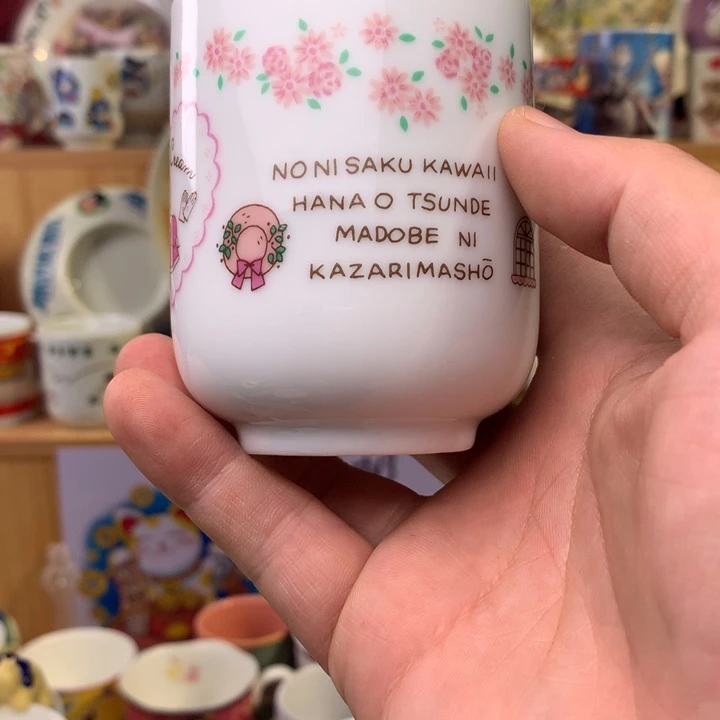 NO NI SAKU KAWAII
HANA O TSUNDE
MADOBE NI
KAZARIMASHŌ